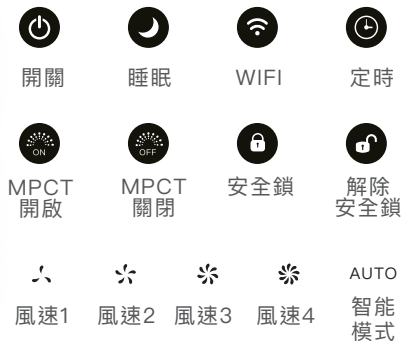 開關 睡眠 WIFI 定時
ON OFF
MPCT MPCT 安全鎖 解除
開啟 關閉 安全鎖
AUTO
風速1 風速2 風速3 風速4 智能
模式